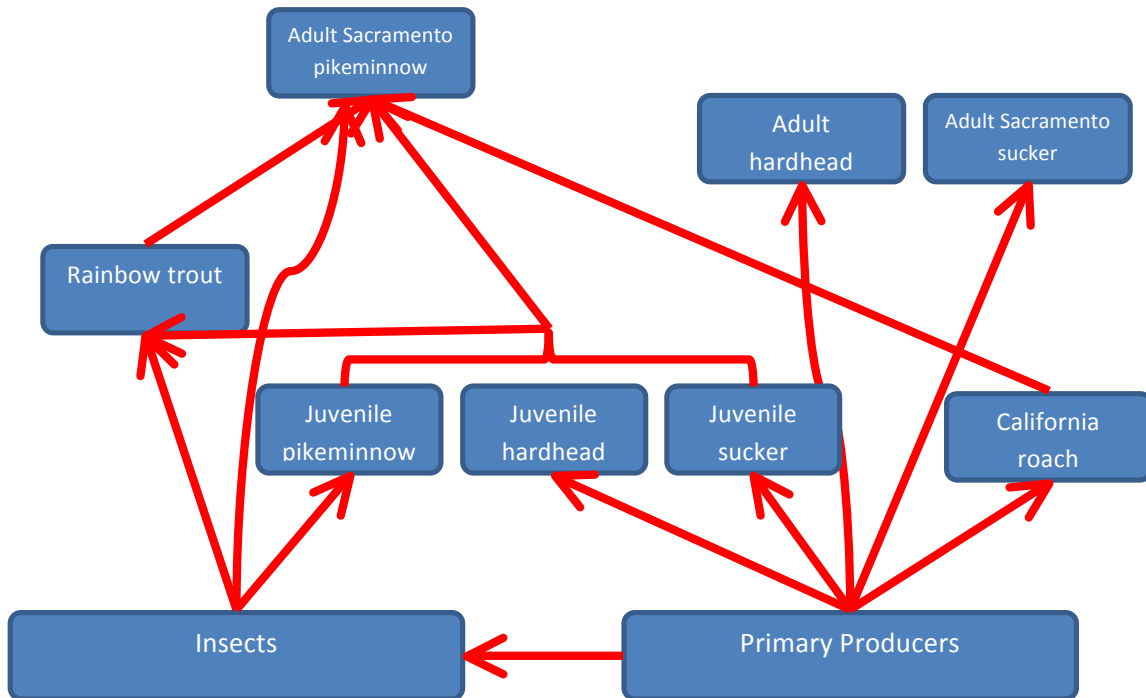 Adult Sacramento
pikeminnow
Adult
hardhead
Adult Sacramento
sucker
Rainbow trout
Juvenile
pikeminnow
Juvenile
hardhead
Juvenile
sucker
California
roach
Insects
Primary Producers